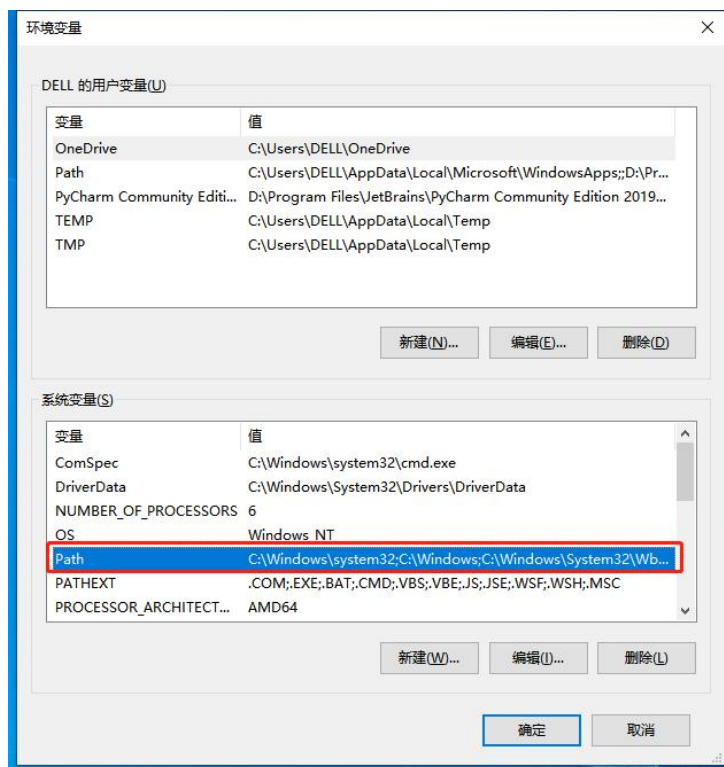 环境变量
DELL 的用户变量(U)
变量 值
OneDrive C:\Users\DELL\OneDrive
Path C:\Users\DELL\AppData\Local\Microsoft\WindowsApps;;D:\Pr...
PyCharm Community Editi... D:\Program Files\JetBrains\PyCharm Community Edition 2019...
TEMP C:\Users\DELL\AppData\Local\Temp
TMP C:\Users\DELL\AppData\Local\Temp
新建(N)... 编辑(E)... 删除(D)
系统变量(S)
变量 值
ComSpec C:\Windows\system32\cmd.exe
DriverData C:\Windows\System32\Drivers\DriverData
NUMBER_OF_PROCESSORS 6
OS Windows_NT
Path C:\Windows\system32;C:\Windows;C:\Windows\System32\Wb...
PATHEXT .COM;.EXE;.BAT;.CMD;.VBS;.VBE;.JS;.JSE;.WSF;.WSH;.MSC
PROCESSOR_ARCHITECT... AMD64
新建(W)... 编辑(I)... 删除(L)
确定 取消